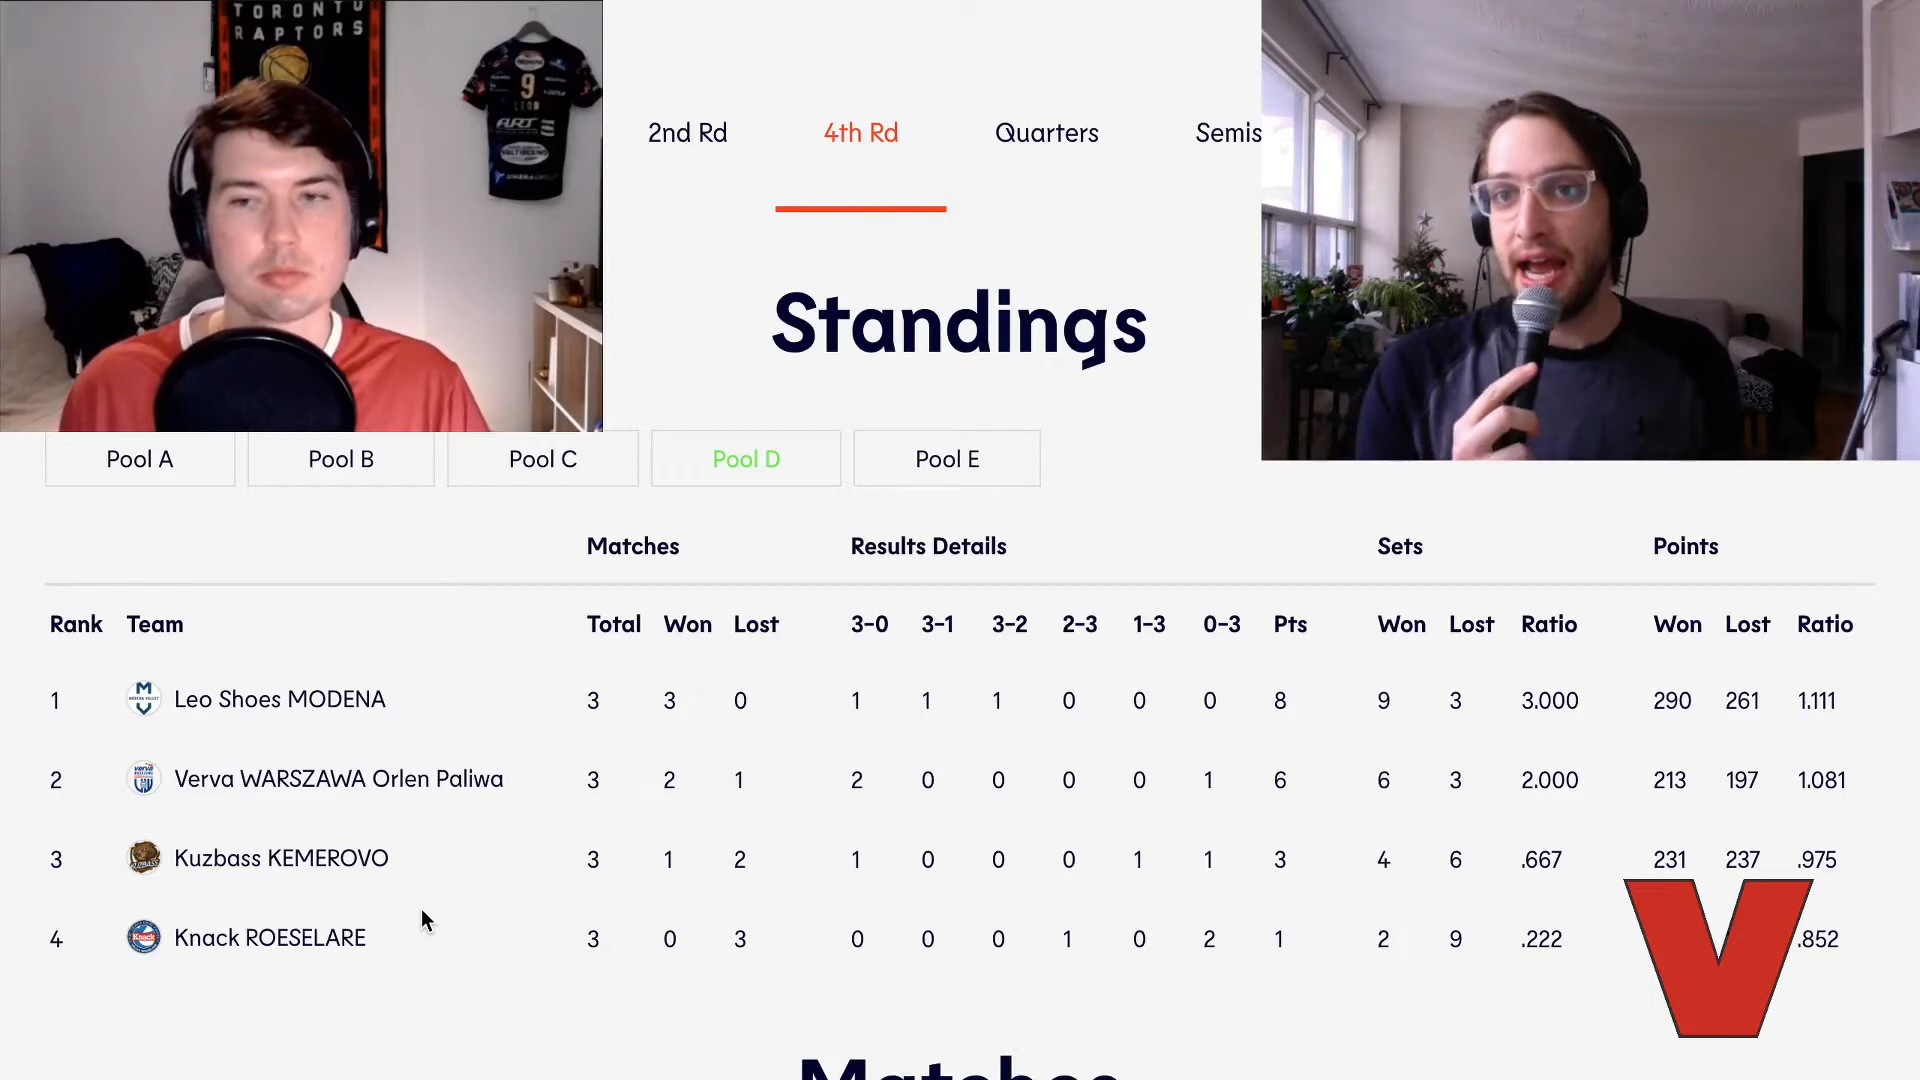 TORONTO
RAPTORS
9
LEON
ART
2nd Rd 4th Rd Quarters Semis
Standings
Pool A Pool B Pool C Pool D Pool E
Matches Results Details Sets Points
Rank Team Total Won Lost 3-0 3-1 3-2 2-3 1-3 0-3 Pts Won Lost Ratio Won Lost Ratio
1 Leo Shoes MODENA 3 3 0 1 1 1 0 0 0 8 9 3 3.000 290 261 1.111
2 Verva WARSZAWA Orlen Paliwa 3 2 1 2 0 0 0 0 1 6 6 3 2.000 213 197 1.081
3 Kuzbass KEMEROVO 3 1 2 1 0 0 0 1 1 3 4 6 .667 231 237 .975
4 Knack ROESELARE 3 0 3 0 0 0 1 0 2 1 2 9 .222 .852
V
Matches